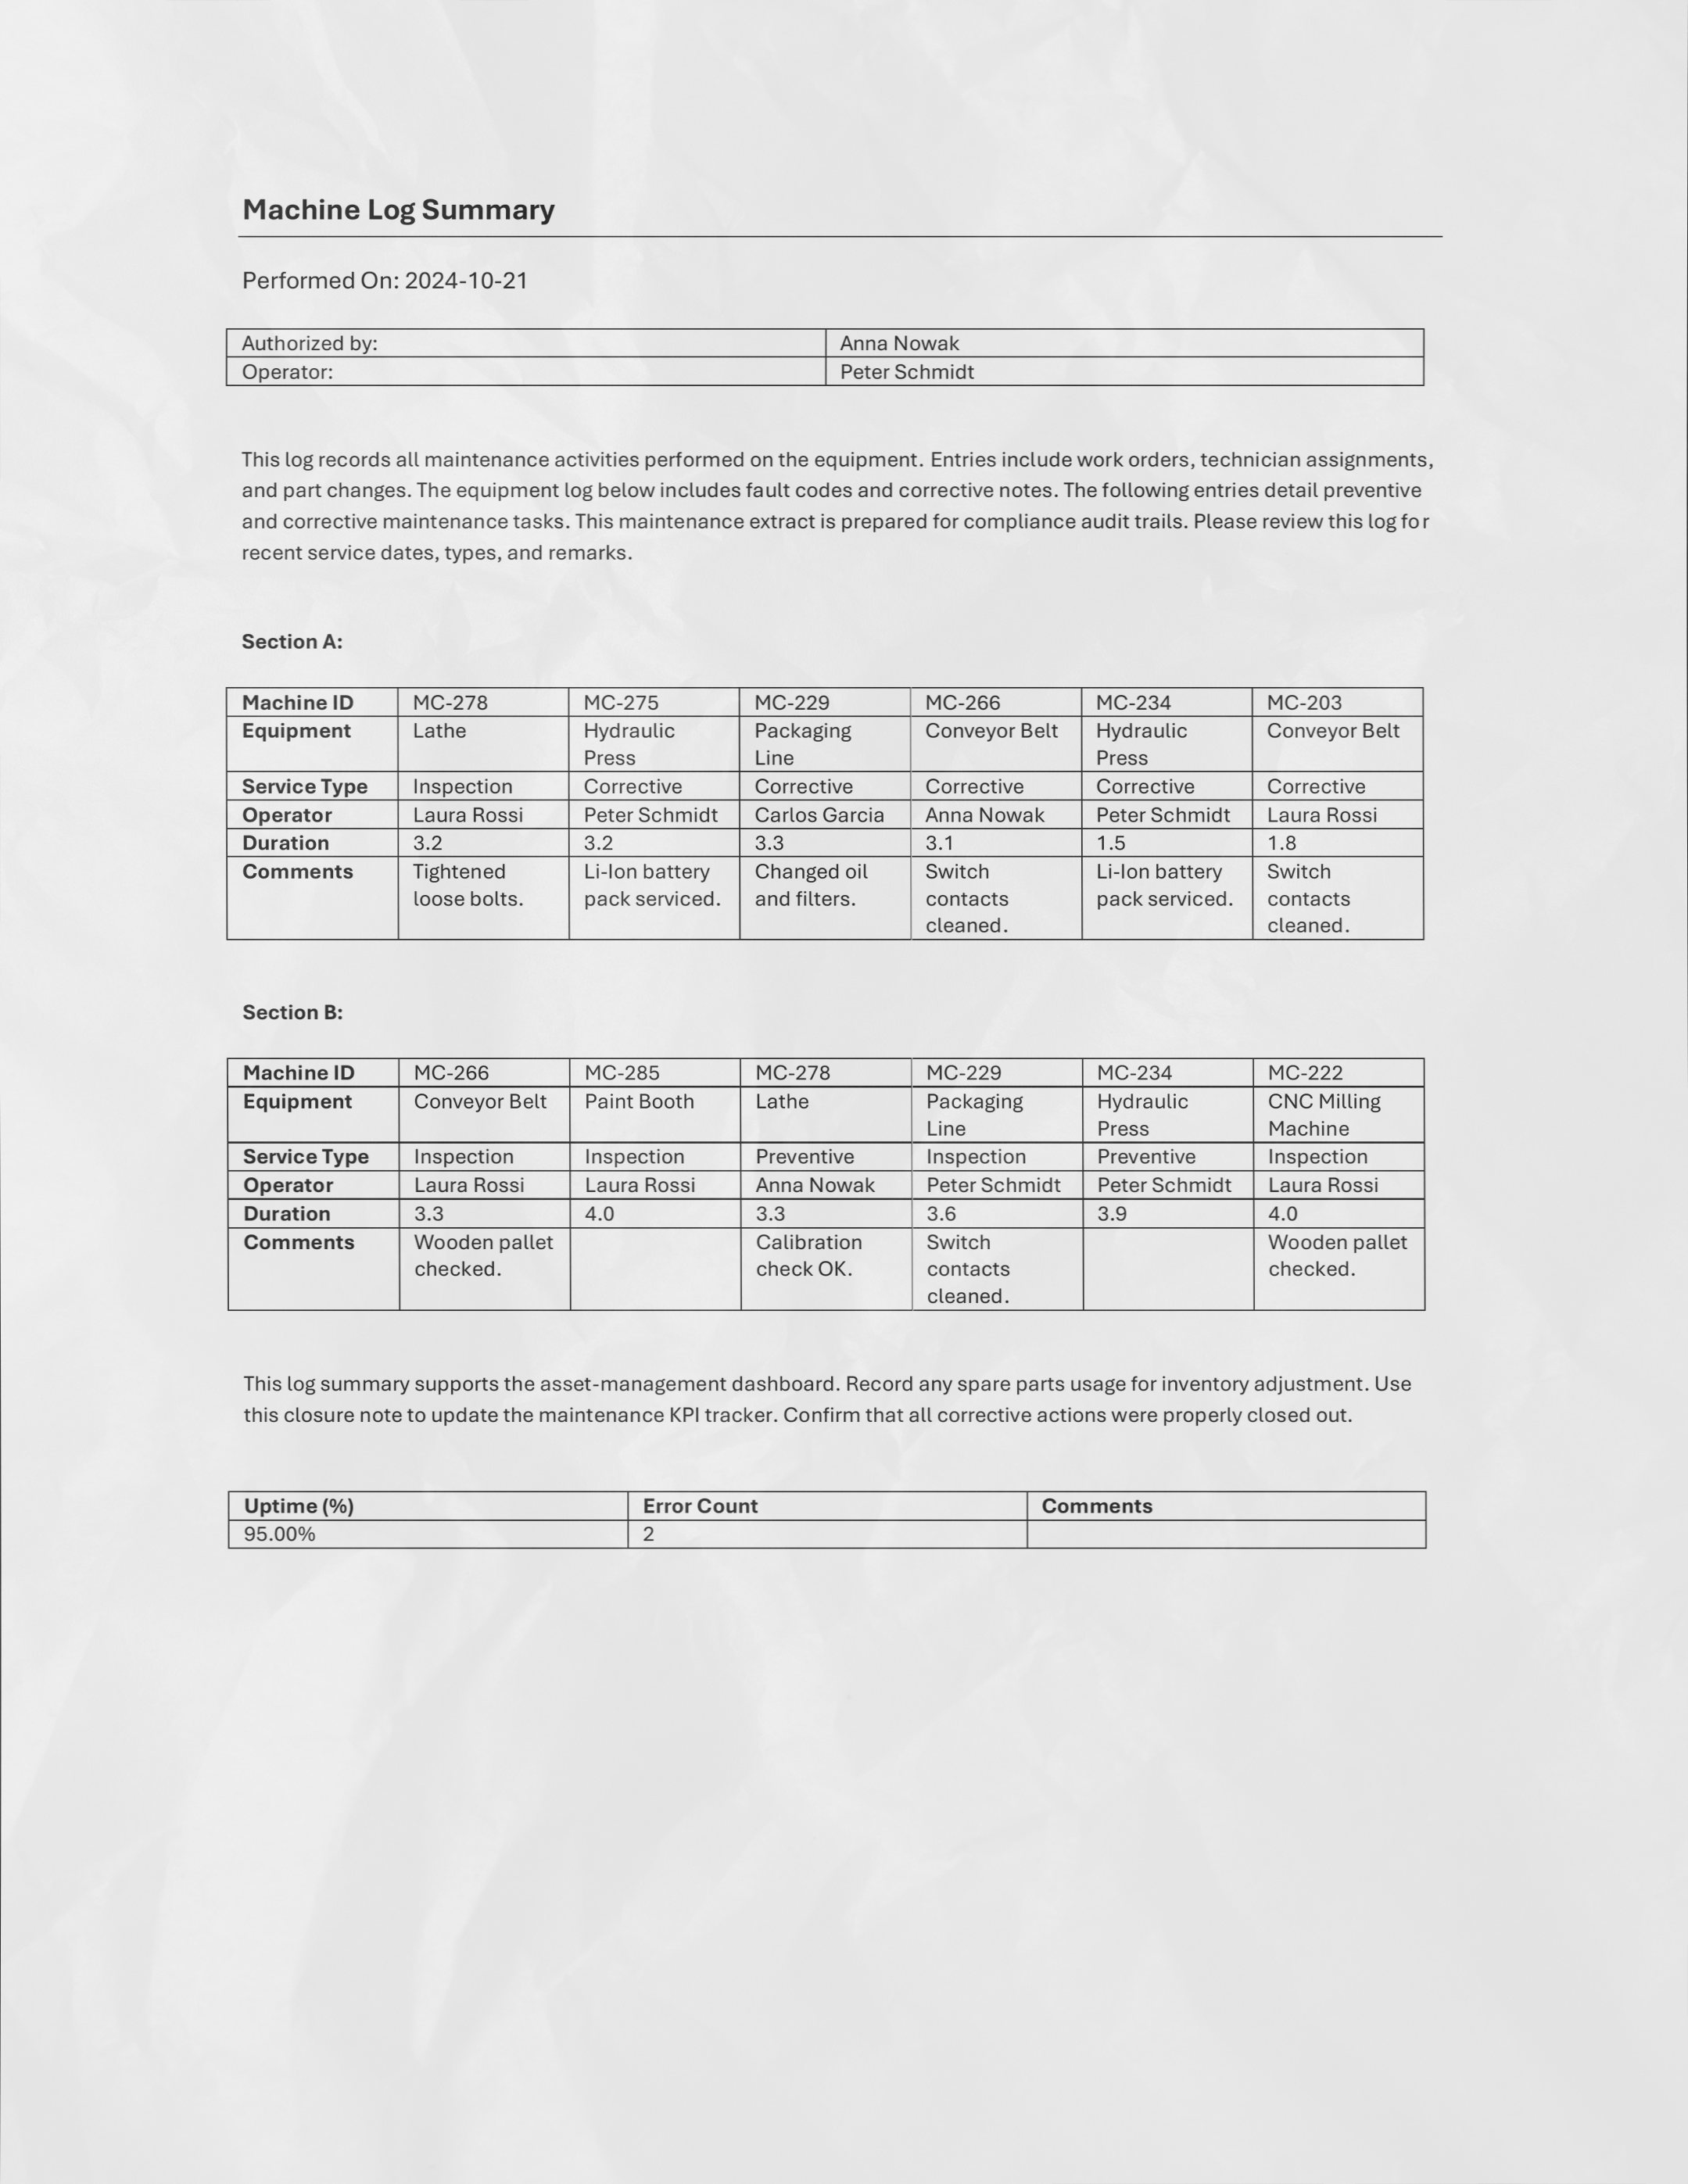 Machine Log Summary
Performed On: 2024-10-21
Authorized by: Anna Nowak
Operator: Peter Schmidt
This log records all maintenance activities performed on the equipment. Entries include work orders, technician assignments,
and part changes. The equipment log below includes fault codes and corrective notes. The following entries detail preventive
and corrective maintenance tasks. This maintenance extract is prepared for compliance audit trails. Please review this log for
recent service dates, types, and remarks.
Section A:
Machine ID MC-278 MC-275 MC-229 MC-266 MC-234 MC-203
Equipment Lathe Hydraulic Packaging Conveyor Belt Hydraulic Conveyor Belt
Press Line Press
Service Type Inspection Corrective Corrective Corrective Corrective Corrective
Operator Laura Rossi Peter Schmidt Carlos Garcia Anna Nowak Peter Schmidt Laura Rossi
Duration 3.2 3.2 3.3 3.1 1.5 1.8
Comments Tightened Li-Ion battery Changed oil Switch Li-Ion battery Switch
loose bolts. pack serviced. and filters. contacts pack serviced. contacts
cleaned. cleaned.
Section B:
Machine ID MC-266 MC-285 MC-278 MC-229 MC-234 MC-222
Equipment Conveyor Belt Paint Booth Lathe Packaging Hydraulic CNC Milling
Line Press Machine
Service Type Inspection Inspection Preventive Inspection Preventive Inspection
Operator Laura Rossi Laura Rossi Anna Nowak Peter Schmidt Peter Schmidt Laura Rossi
Duration 3.3 4.0 3.3 3.6 3.9 4.0
Comments Wooden pallet Calibration Switch Wooden pallet
checked. check OK. contacts checked.
cleaned.
This log summary supports the asset-management dashboard. Record any spare parts usage for inventory adjustment. Use
this closure note to update the maintenance KPI tracker. Confirm that all corrective actions were properly closed out.
Uptime (%) Error Count Comments
95.00% 2